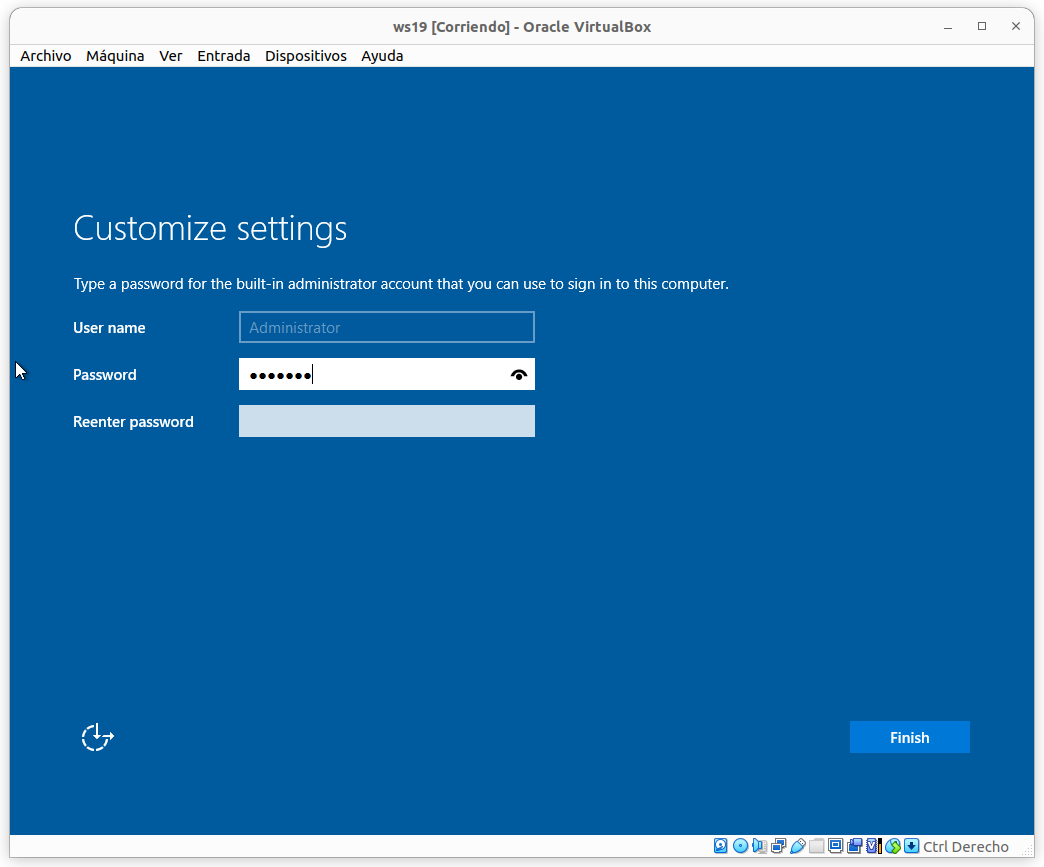 ws19 [Corriendo] - Oracle VirtualBox
Archivo Máquina Ver Entrada Dispositivos Ayuda
Customize settings
Type a password for the built-in administrator account that you can use to sign in to this computer.
User name Administrator
Password •••••••
Reenter password
Finish
Ctrl Derecho